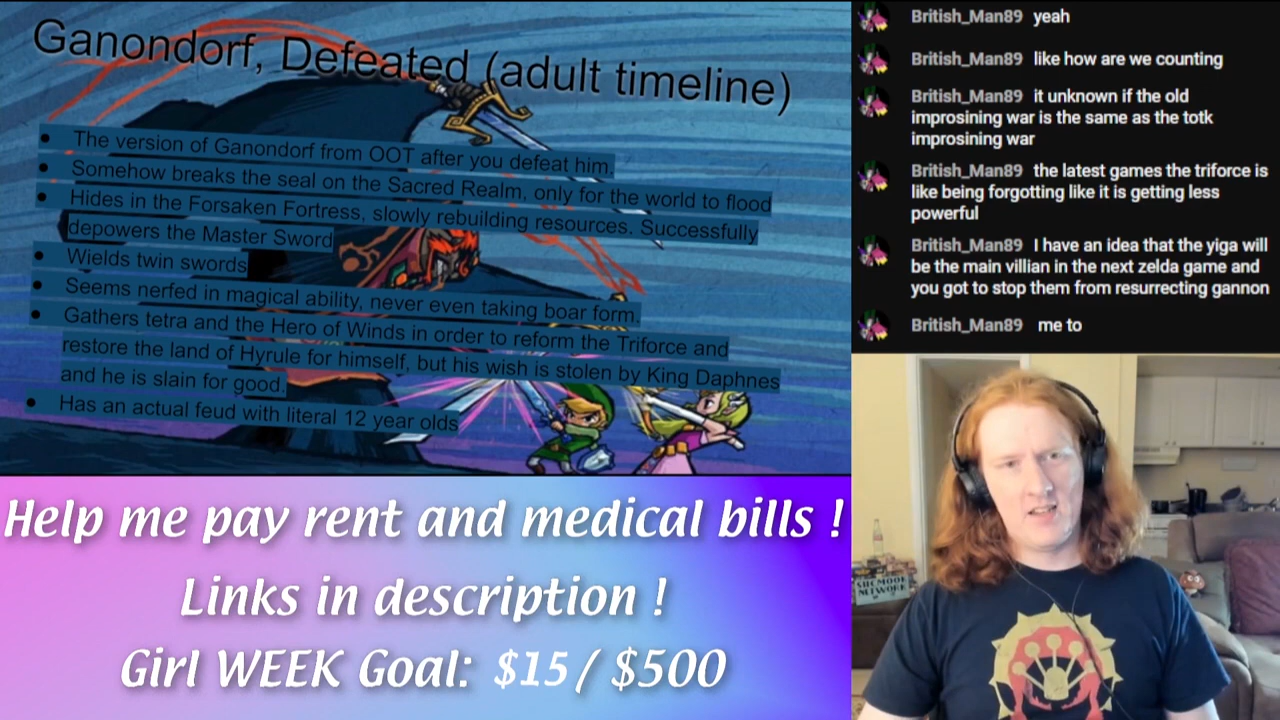 Ganondorf, Defeated (adult timeline)
• The version of Ganondorf from OOT after you defeat him.
• Somehow breaks the seal on the Sacred Realm, only for the world to flood
• Hides in the Forsaken Fortress, slowly rebuilding resources. Successfully
depowers the Master Sword
• Wields twin swords
• Seems nerfed in magical ability, never even taking boar form.
• Gathers tetra and the Hero of Winds in order to reform the Triforce and
restore the land of Hyrule for himself, but his wish is stolen by King Daphnes
and he is slain for good.
• Has an actual feud with literal 12 year olds
Help me pay rent and medical bills !
Links in description !
Girl WEEK Goal: $15 / $500
British_Man89 yeah
British_Man89 like how are we counting
British_Man89 it unknown if the old
improsining war is the same as the totk
improsining war
British_Man89 the latest games the triforce is
like being forgotting like it is getting less
powerful
British_Man89 I have an idea that the yiga will
be the main villian in the next zelda game and
you got to stop them from resurrecting gannon
British_Man89 me to
NETWORK